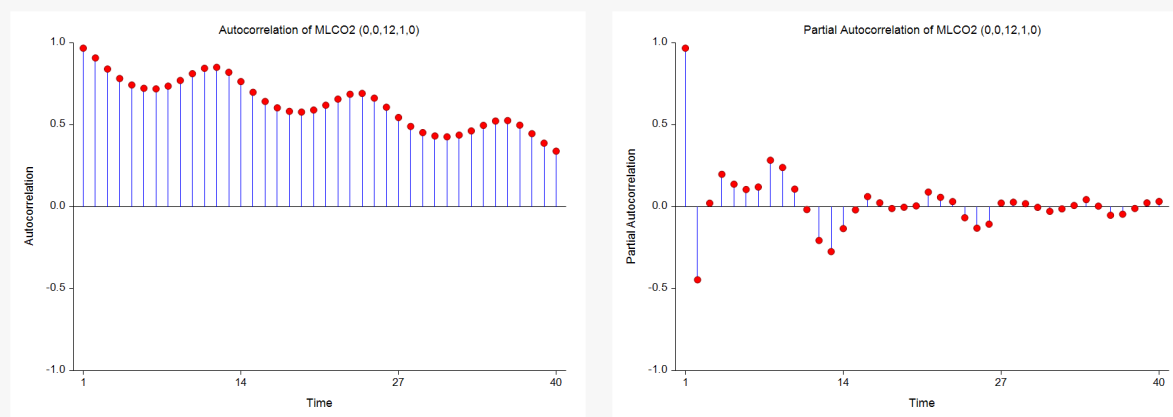 Autocorrelation of MLCO2 (0,0,12,1,0)
1.0
0.5
0.0
-0.5
-1.0
Autocorrelation
1 14 27 40
Time
Partial Autocorrelation of MLCO2 (0,0,12,1,0)
1.0
0.5
0.0
-0.5
-1.0
Partial Autocorrelation
1 14 27 40
Time